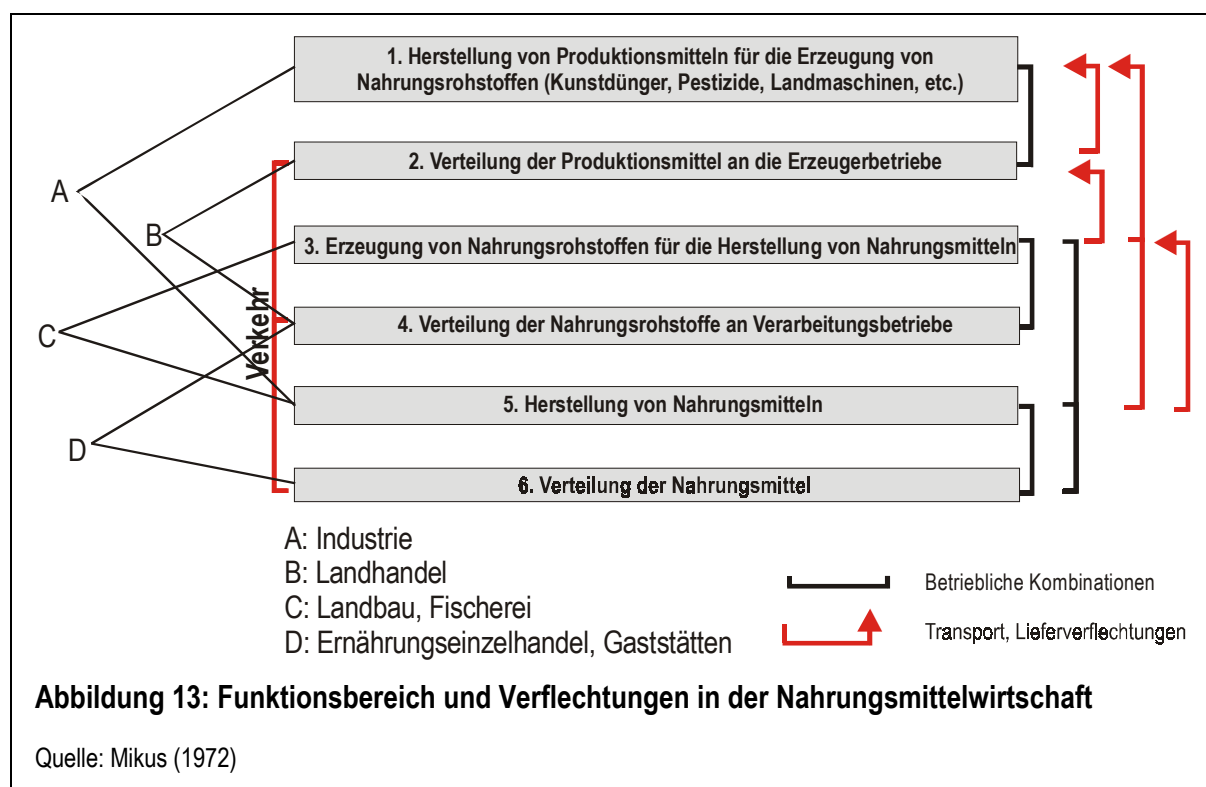 1. Herstellung von Produktionsmitteln für die Erzeugung von
Nahrungsrohstoffen (Kunstdünger, Pestizide, Landmaschinen, etc.)
2. Verteilung der Produktionsmittel an die Erzeugerbetriebe
A
B
3. Erzeugung von Nahrungsrohstoffen für die Herstellung von Nahrungsmitteln
Verkehr
C
4. Verteilung der Nahrungsrohstoffe an Verarbeitungsbetriebe
5. Herstellung von Nahrungsmitteln
D
6. Verteilung der Nahrungsmittel
A: Industrie
B: Landhandel
C: Landbau, Fischerei
D: Ernährungseinzelhandel, Gaststätten
Betriebliche Kombinationen
Transport, Lieferverflechtungen
Abbildung 13: Funktionsbereich und Verflechtungen in der Nahrungsmittelwirtschaft
Quelle: Mikus (1972)